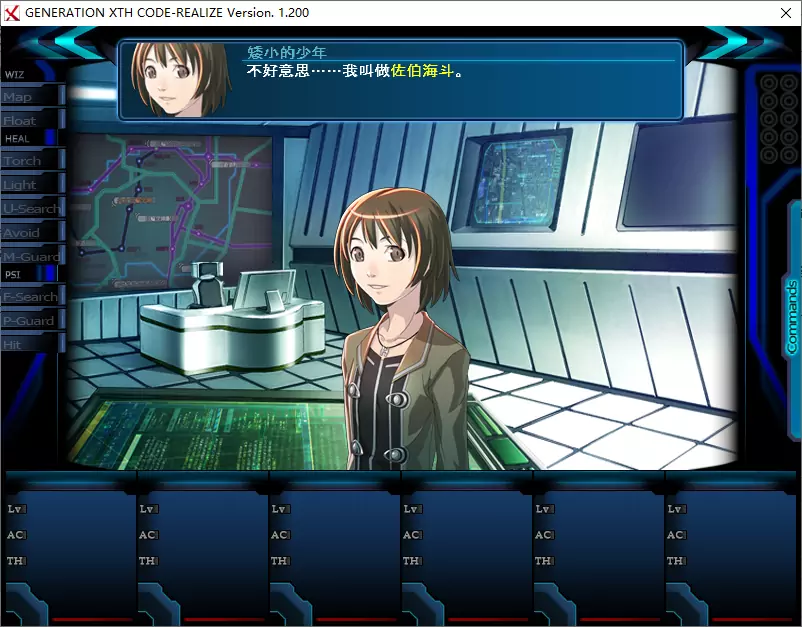 GENERATION XTH CODE-REALIZE Version. 1.200
矮小的少年
不好意思……我叫做佐伯海斗。
WIZ
Map
Float
HEAL
Torch
Light
U-Search
Avoid
M-Guard
PSI
F-Search
P-Guard
Hit
Commands
Lv
AC
TH
Lv
AC
TH
Lv
AC
TH
Lv
AC
TH
Lv
AC
TH
Lv
AC
TH